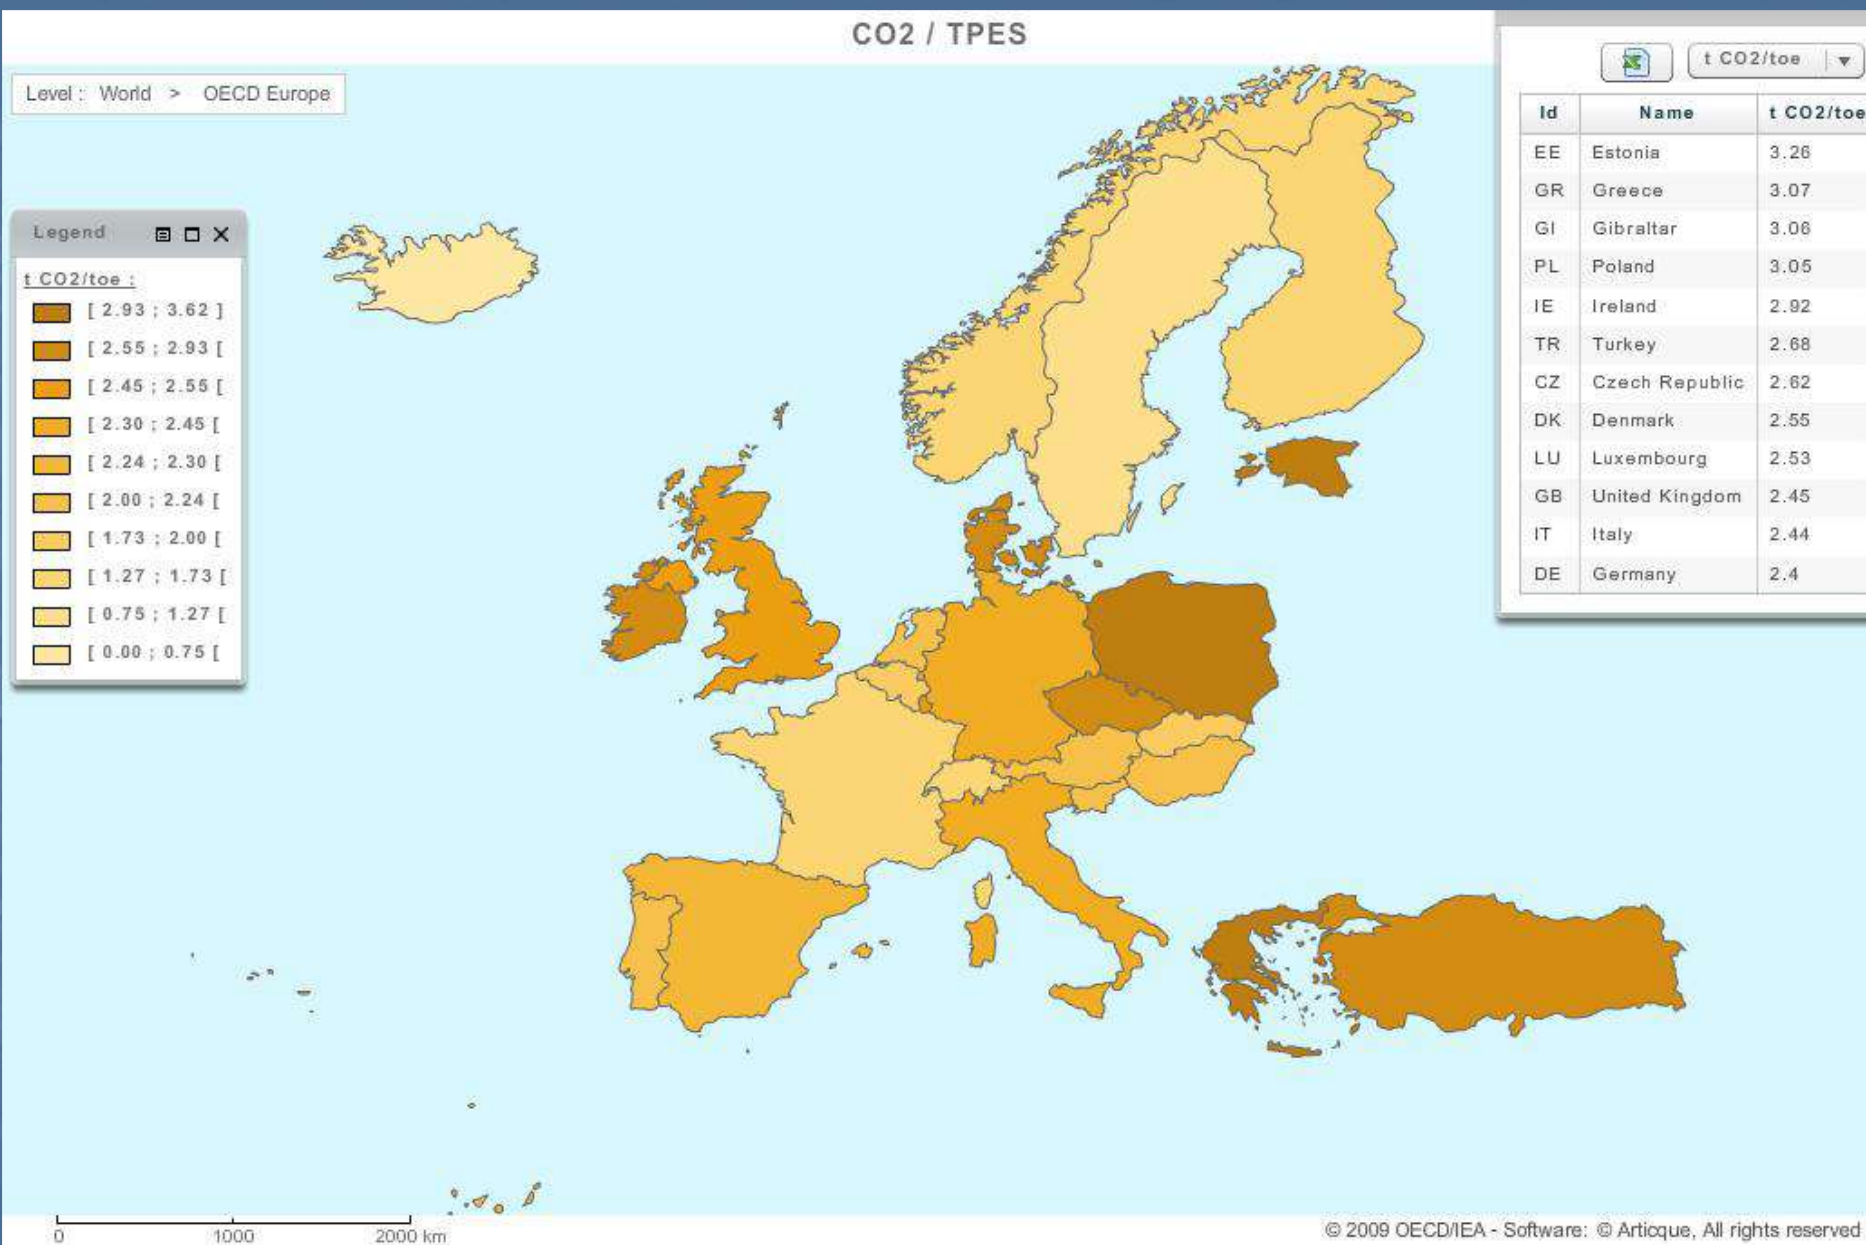 CO2 / TPES
Level : World > OECD Europe
t CO2/toe
Id Name t CO2/toe
EE Estonia 3.26
GR Greece 3.07
GI Gibraltar 3.06
PL Poland 3.05
IE Ireland 2.92
TR Turkey 2.68
CZ Czech Republic 2.62
DK Denmark 2.55
LU Luxembourg 2.53
GB United Kingdom 2.45
IT Italy 2.44
DE Germany 2.4
Legend
t CO2/toe :
[ 2.93 ; 3.62 ]
[ 2.55 ; 2.93 [
[ 2.45 ; 2.55 [
[ 2.30 ; 2.45 [
[ 2.24 ; 2.30 [
[ 2.00 ; 2.24 [
[ 1.73 ; 2.00 [
[ 1.27 ; 1.73 [
[ 0.75 ; 1.27 [
[ 0.00 ; 0.75 [
0 1000 2000 km
© 2009 OECD/IEA - Software: © Articque, All rights reserved